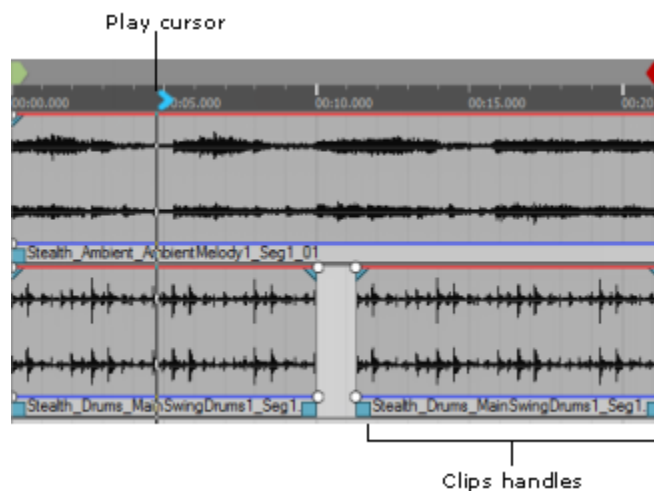 Play cursor
00:00.000 0:05.000 00:10.000 00:15.000 00:20
Stealth_Ambient_AmbientMelody1_Seg1_01
Stealth_Drums_MainSwingDrums1_Seg1. Stealth_Drums_MainSwingDrums1_Seg1.
Clips handles